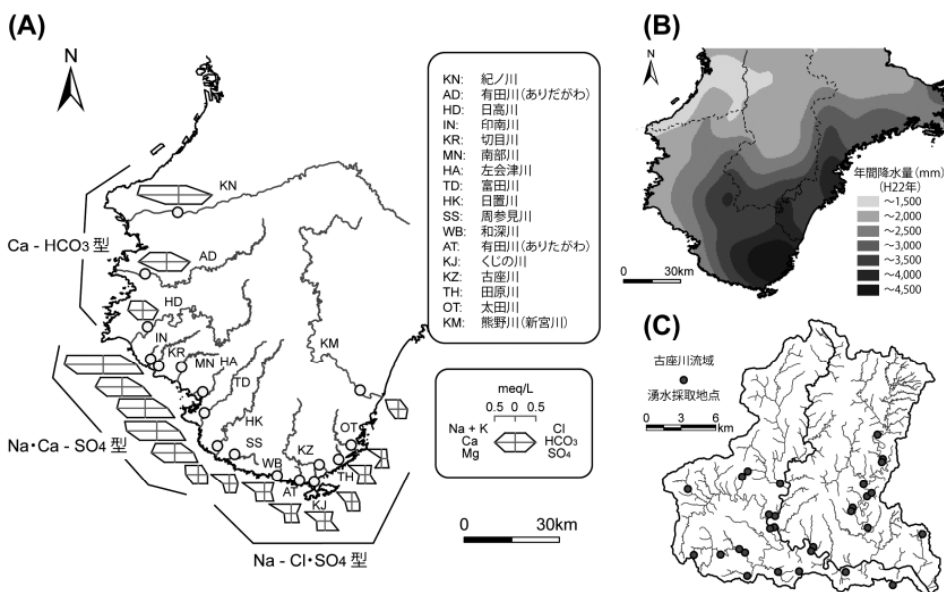 (A)
N
KN
AD
HD
IN
KR
MN
HA
TD
HK
SS
WB
AT
KJ
KZ
TH
OT
KM
Ca - HCO₃ 型
Na・Ca - SO₄ 型
Na - Cl・SO₄ 型
KN: 紀ノ川
AD: 有田川(ありだがわ)
HD: 日高川
IN: 印南川
KR: 切目川
MN: 南部川
HA: 左会津川
TD: 富田川
HK: 日置川
SS: 周参見川
WB: 和深川
AT: 有田川(ありたがわ)
KJ: くじの川
KZ: 古座川
TH: 田原川
OT: 太田川
KM: 熊野川(新宮川)
meq/L
0.5 0 0.5
Na + K Cl
Ca HCO₃
Mg SO₄
0 30km
(B)
N
年間降水量(mm)
(H22年)
~1,500
~2,000
~2,500
~3,000
~3,500
~4,000
~4,500
0 30km
(C)
古座川流域
湧水採取地点
0 3 6
km